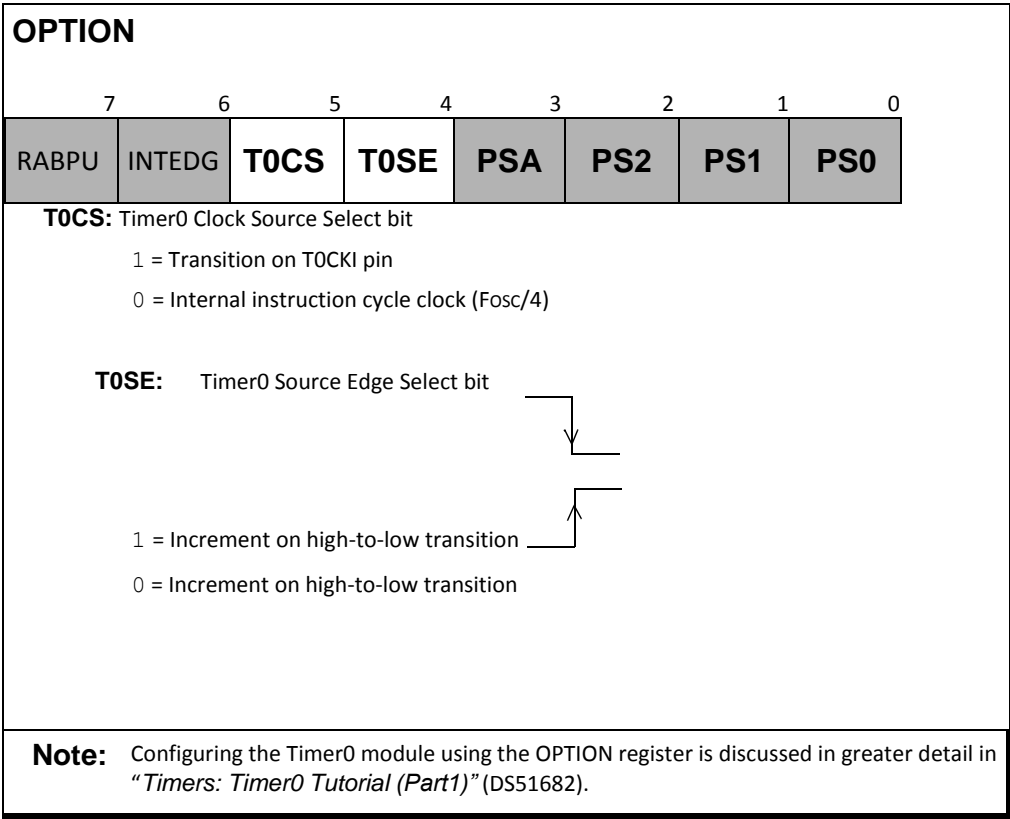 OPTION
7 6 5 4 3 2 1 0
RABPU INTEDG T0CS T0SE PSA PS2 PS1 PS0
T0CS: Timer0 Clock Source Select bit
1 = Transition on T0CKI pin
0 = Internal instruction cycle clock (FOSC/4)
T0SE: Timer0 Source Edge Select bit
1 = Increment on high-to-low transition
0 = Increment on high-to-low transition
Note: Configuring the Timer0 module using the OPTION register is discussed in greater detail in
“Timers: Timer0 Tutorial (Part1)” (DS51682).